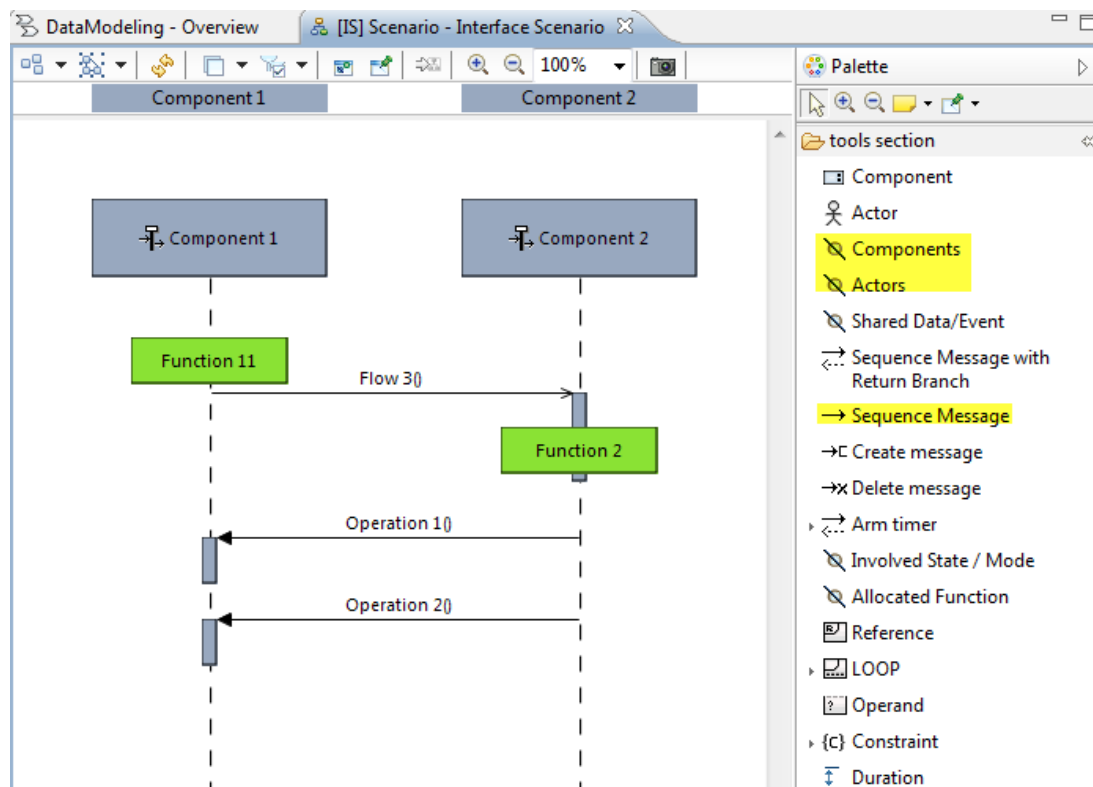 DataModeling - Overview
[IS] Scenario - Interface Scenario
100%
Component 1
Component 2
Component 1
Component 2
Function 11
Flow 3()
Function 2
Operation 1()
Operation 2()
Palette
tools section
Component
Actor
Components
Actors
Shared Data/Event
Sequence Message with
Return Branch
Sequence Message
Create message
Delete message
Arm timer
Involved State / Mode
Allocated Function
Reference
LOOP
Operand
{c} Constraint
Duration